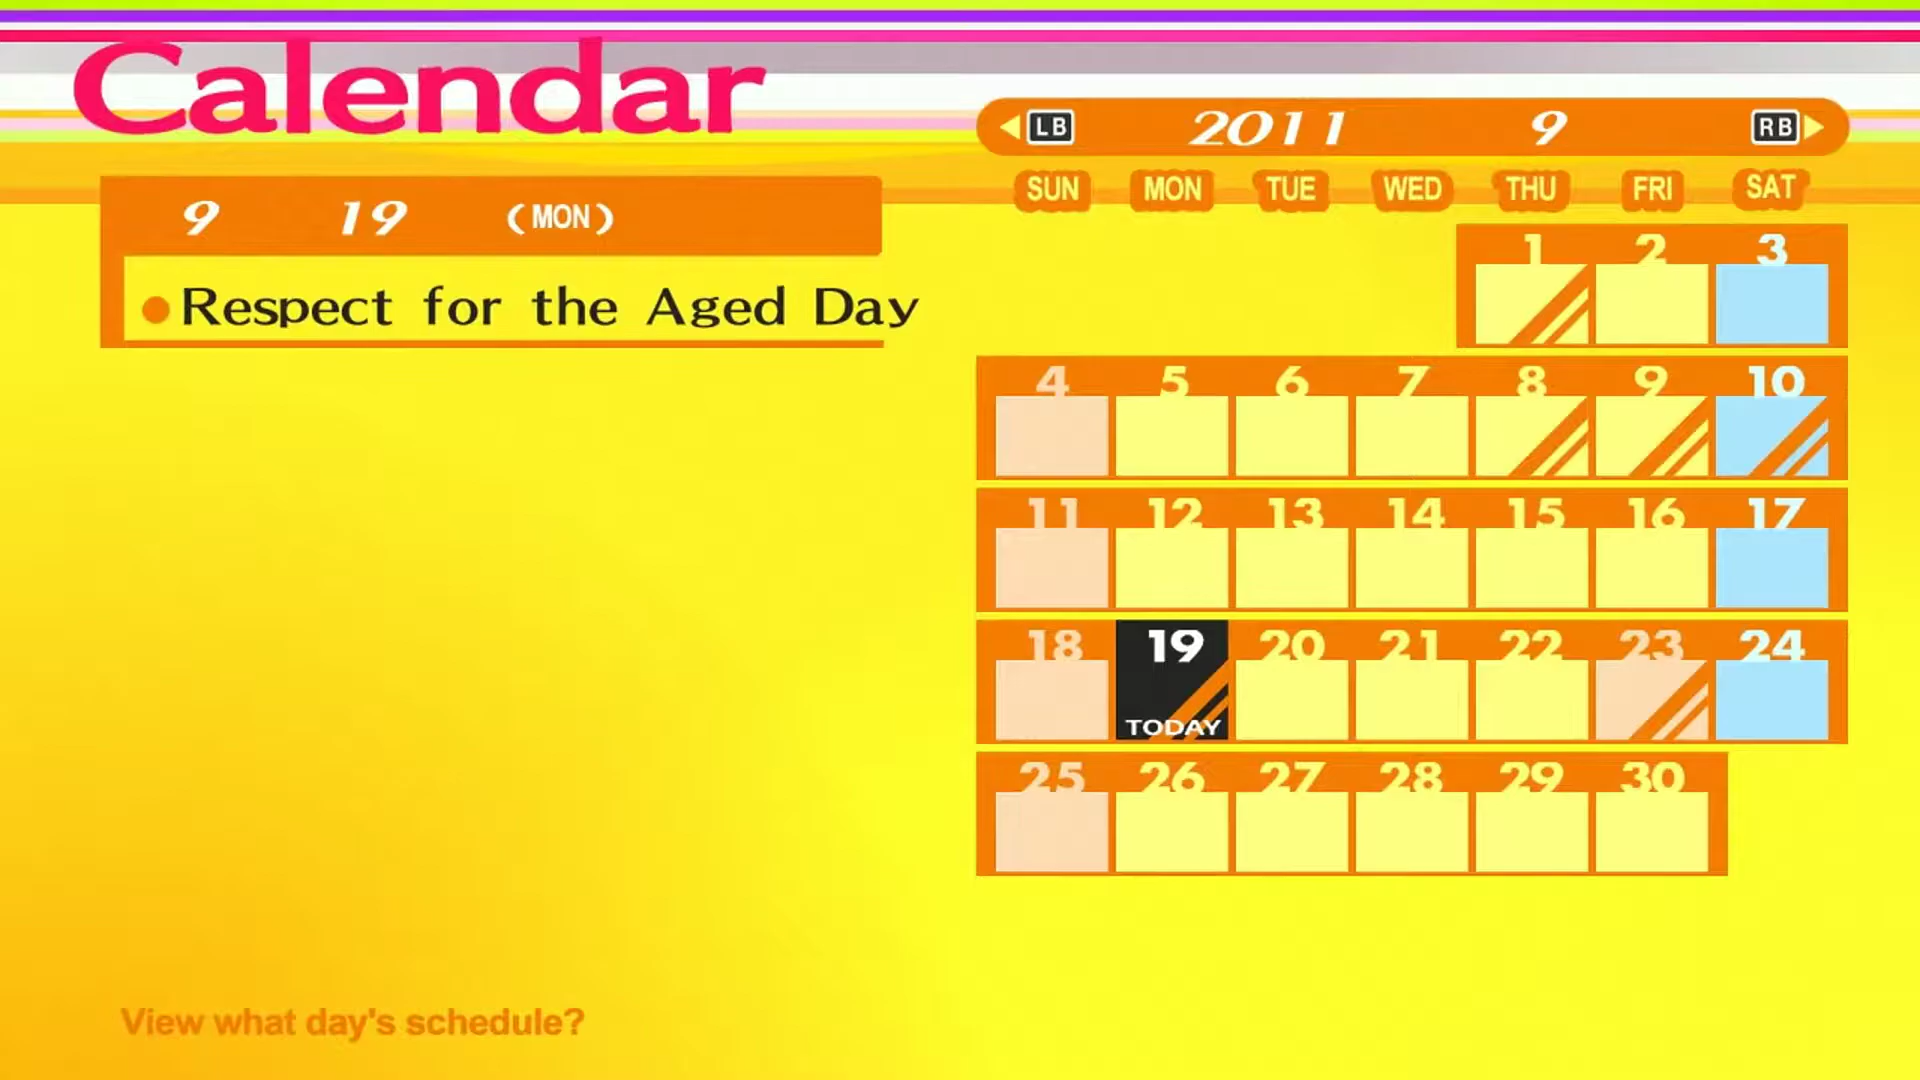 Calendar
LB 2011 9 RB
SUN MON TUE WED THU FRI SAT
9 19 (MON)
Respect for the Aged Day
1 2 3
4 5 6 7 8 9 10
11 12 13 14 15 16 17
18 19 20 21 22 23 24
TODAY
25 26 27 28 29 30
View what day's schedule?